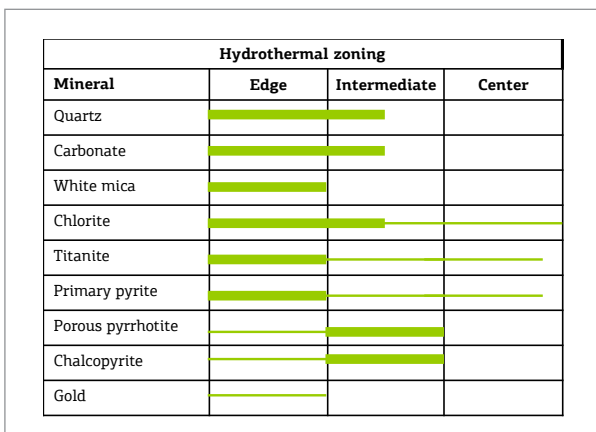 Hydrothermal zoning
Mineral Edge Intermediate Center
Quartz
Carbonate
White mica
Chlorite
Titanite
Primary pyrite
Porous pyrrhotite
Chalcopyrite
Gold